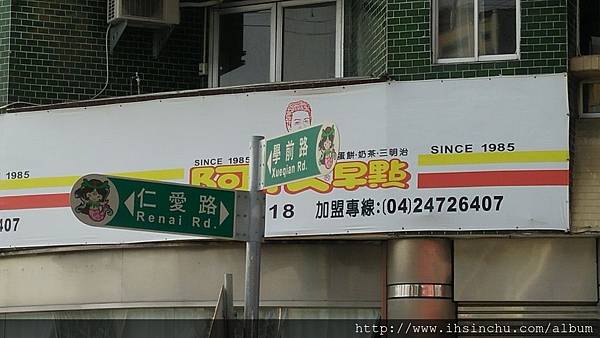 SINCE 1985
學前路
Xueqian Rd.
蛋餅·奶茶·三明治
SINCE 1985
早點
仁愛路
Renai Rd.
407
18 加盟專線:(04)24726407
http://www.ihsinchu.com/album